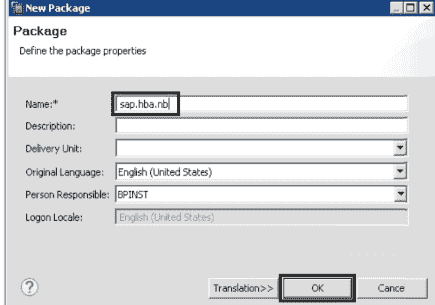 New Package
Package
Define the package properties
Name:* sap.hba.nb
Description:
Delivery Unit:
Original Language: English (United States)
Person Responsible: BPINST
Logon Locale: English (United States)
? Translation>> OK Cance